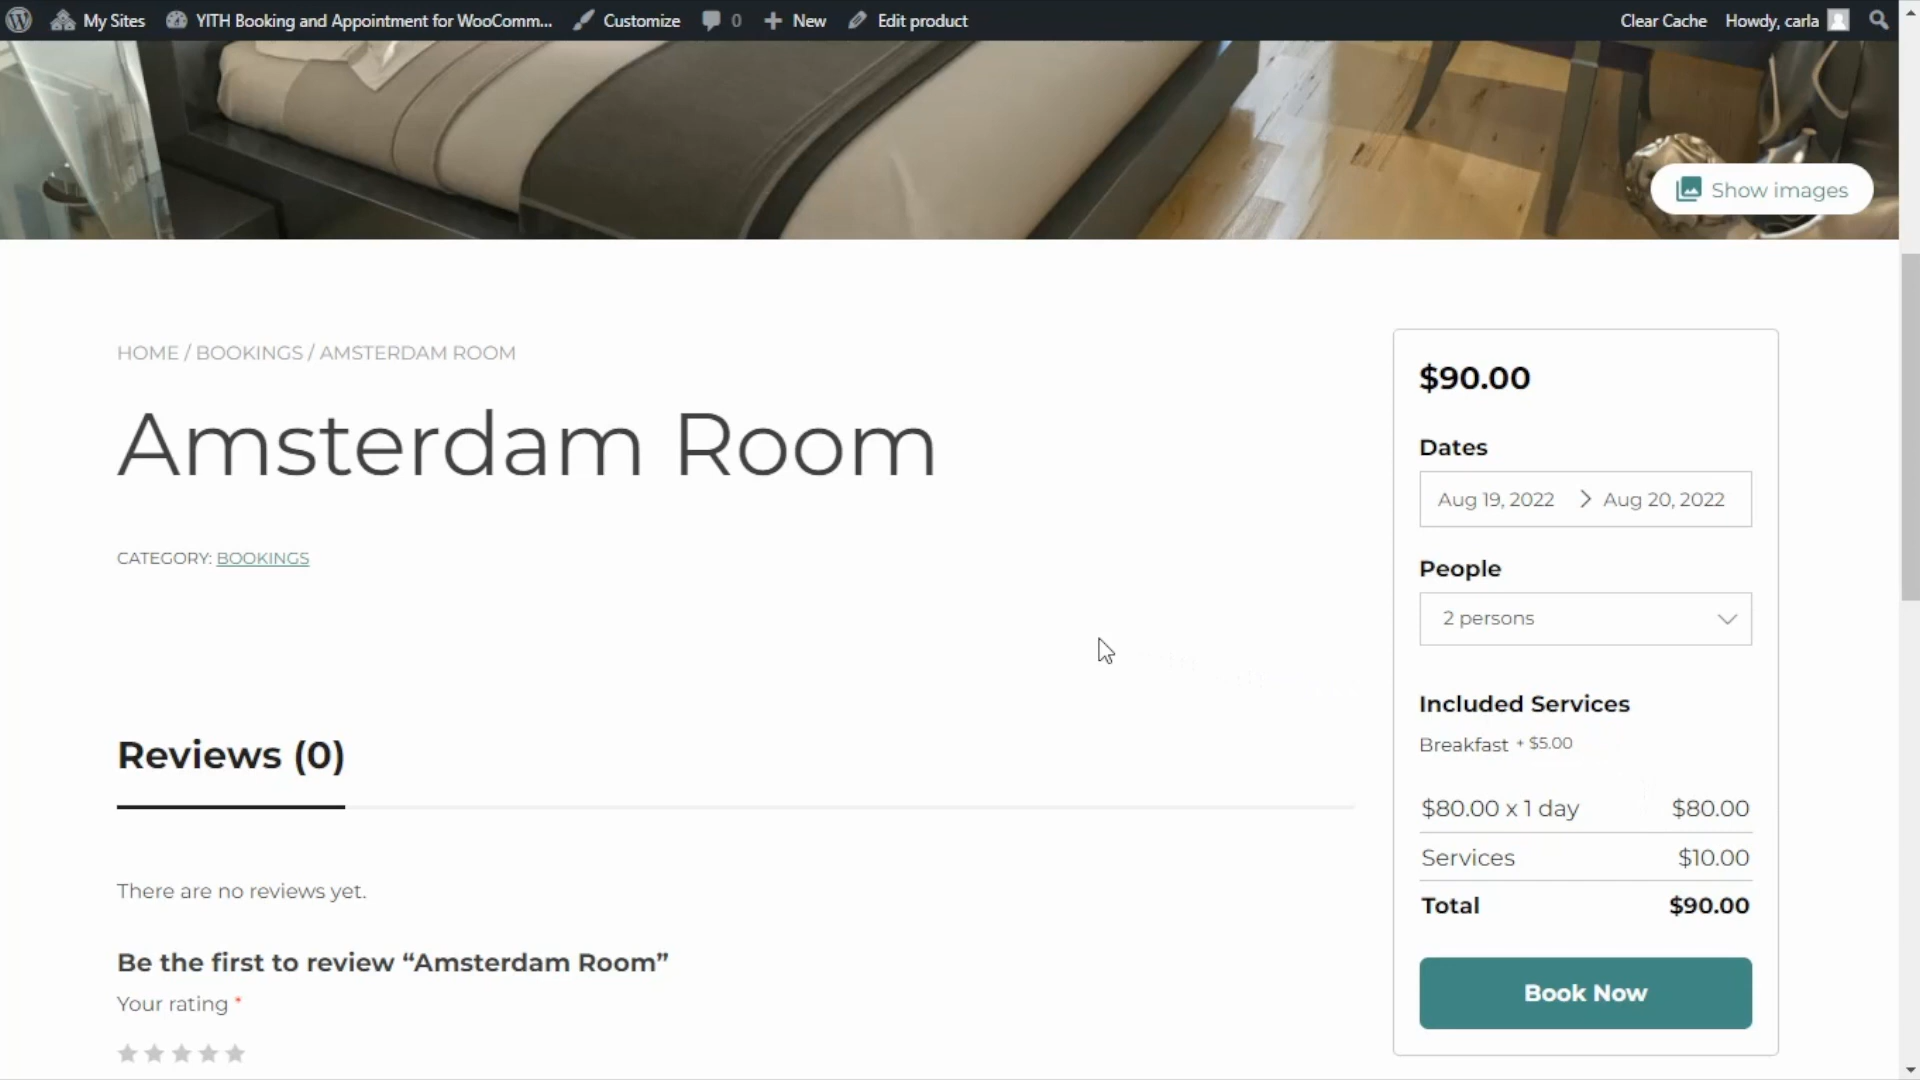 My Sites YITH Booking and Appointment for WooComm... Customize 0 New Edit product Clear Cache Howdy, carla
Show images
HOME / BOOKINGS / AMSTERDAM ROOM
Amsterdam Room
CATEGORY: BOOKINGS
Reviews (0)
There are no reviews yet.
Be the first to review “Amsterdam Room”
Your rating *
$90.00
Dates
Aug 19, 2022 > Aug 20, 2022
People
2 persons
Included Services
Breakfast + $5.00
$80.00 x 1 day $80.00
Services $10.00
Total $90.00
Book Now